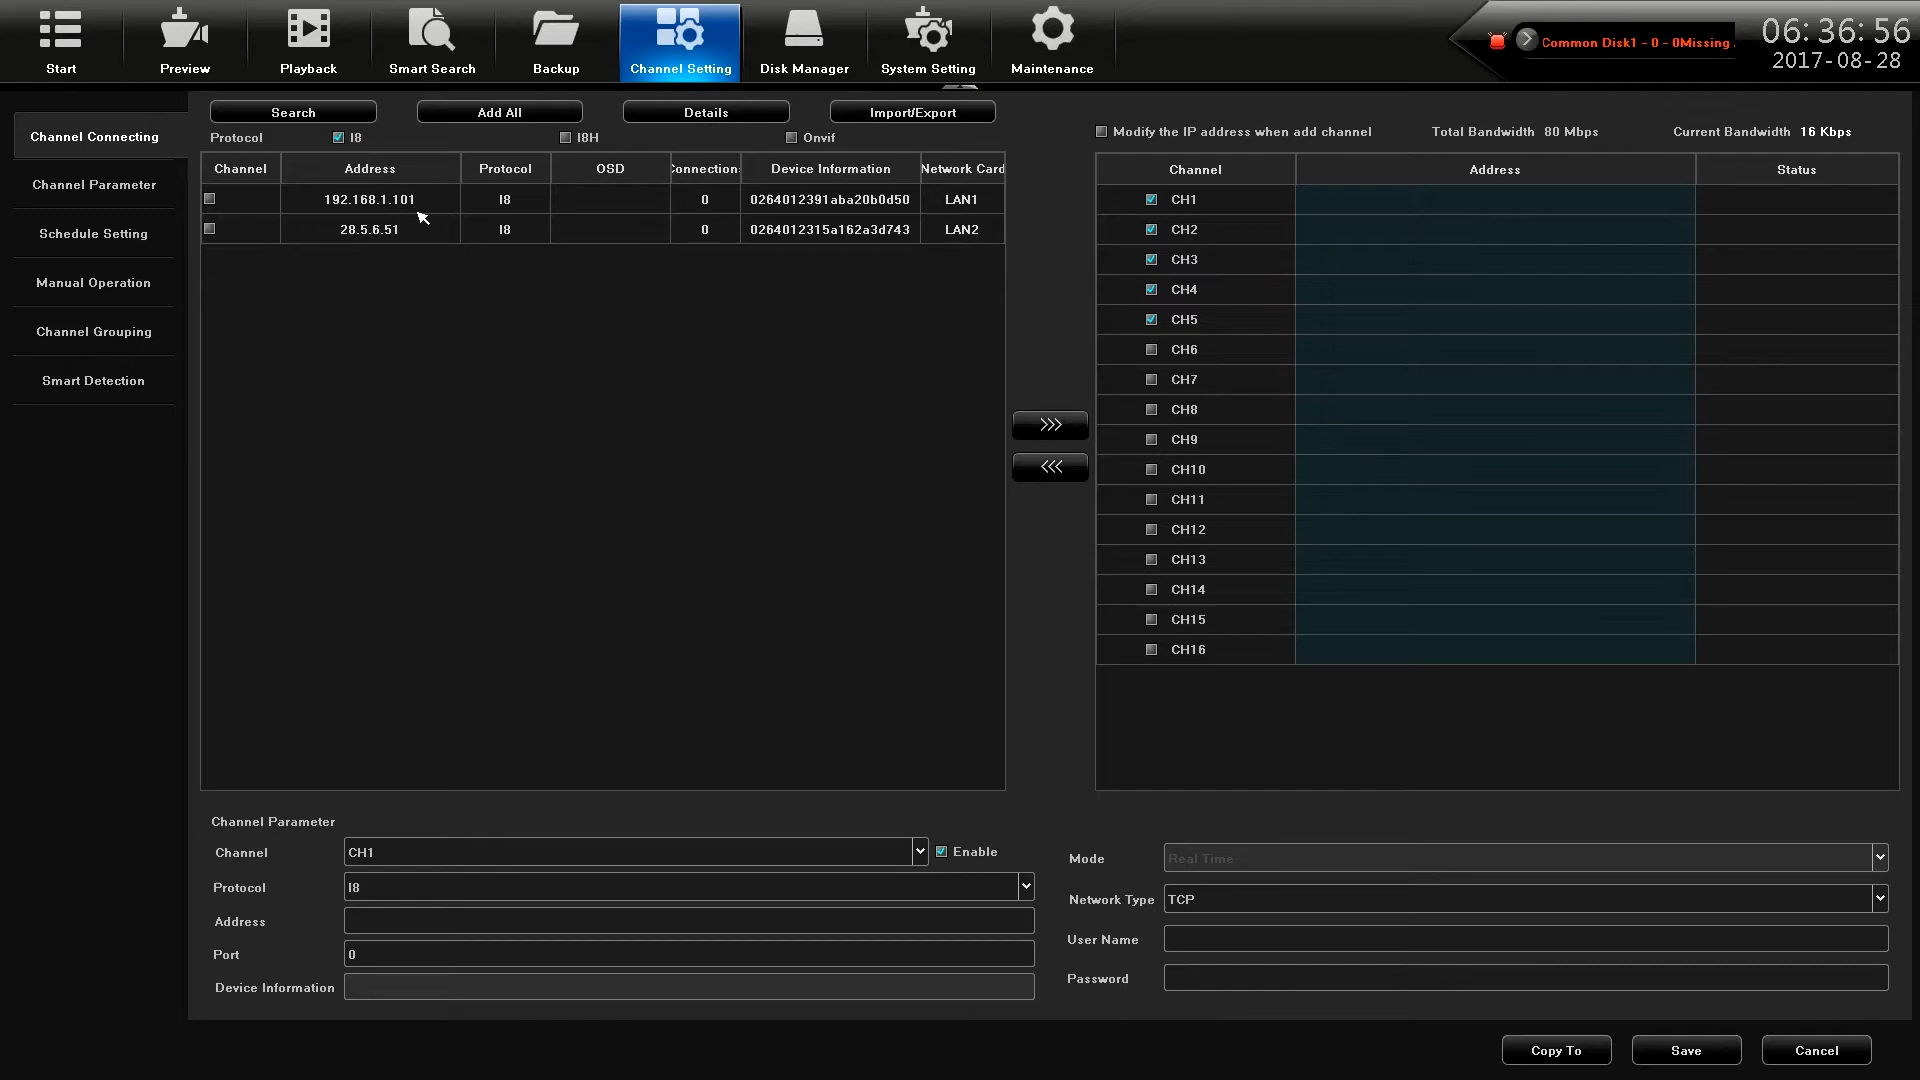 Start Preview Playback Smart Search Backup Channel Setting Disk Manager System Setting Maintenance
Common Disk1 - 0 - 0Missing.
06:36:56
2017-08-28
Channel Connecting
Channel Parameter
Schedule Setting
Manual Operation
Channel Grouping
Smart Detection
Search Add All Details Import/Export
Protocol I8 I8H Onvif
Channel Address Protocol OSD Connection: Device Information Network Card
192.168.1.101 I8 0 0264012391aba20b0d50 LAN1
28.5.6.51 I8 0 0264012315a162a3d743 LAN2
>>>
<<<
Modify the IP address when add channel Total Bandwidth 80 Mbps Current Bandwidth 16 Kbps
Channel Address Status
CH1
CH2
CH3
CH4
CH5
CH6
CH7
CH8
CH9
CH10
CH11
CH12
CH13
CH14
CH15
CH16
Channel Parameter
Channel CH1 Enable
Protocol I8
Address
Port 0
Device Information
Mode Real Time
Network Type TCP
User Name
Password
Copy To Save Cancel